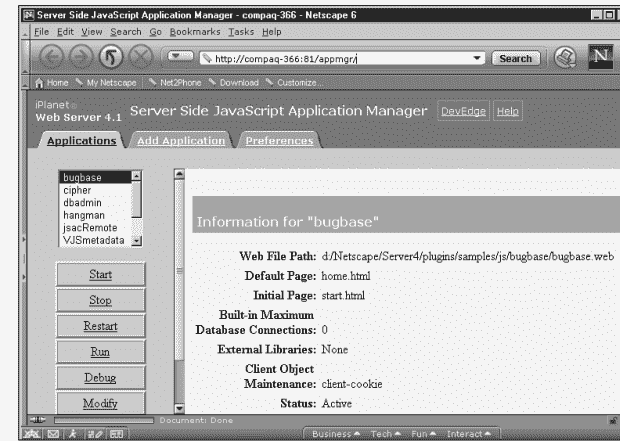 Server Side JavaScript Application Manager - compaq-366 - Netscape 6
File Edit View Search Go Bookmarks Tasks Help
http://compaq-366:81/appmgr/ Search N
Home My Netscape Net2Phone Download Customize...
iPlanet
Web Server 4.1 Server Side JavaScript Application Manager DevEdge Help
Applications Add Application Preferences
bugbase
cipher
dbadmin
hangman
jsacRemote
VJSmetadata
Start
Stop
Restart
Run
Debug
Modify
Information for "bugbase"
Web File Path: d:/Netscape/Server4/plugins/samples/js/bugbase/bugbase.web
Default Page: home.html
Initial Page: start.html
Built-in Maximum
Database Connections: 0
External Libraries: None
Client Object
Maintenance: client-cookie
Status: Active
Document: Done
Business Tech Fun Interact